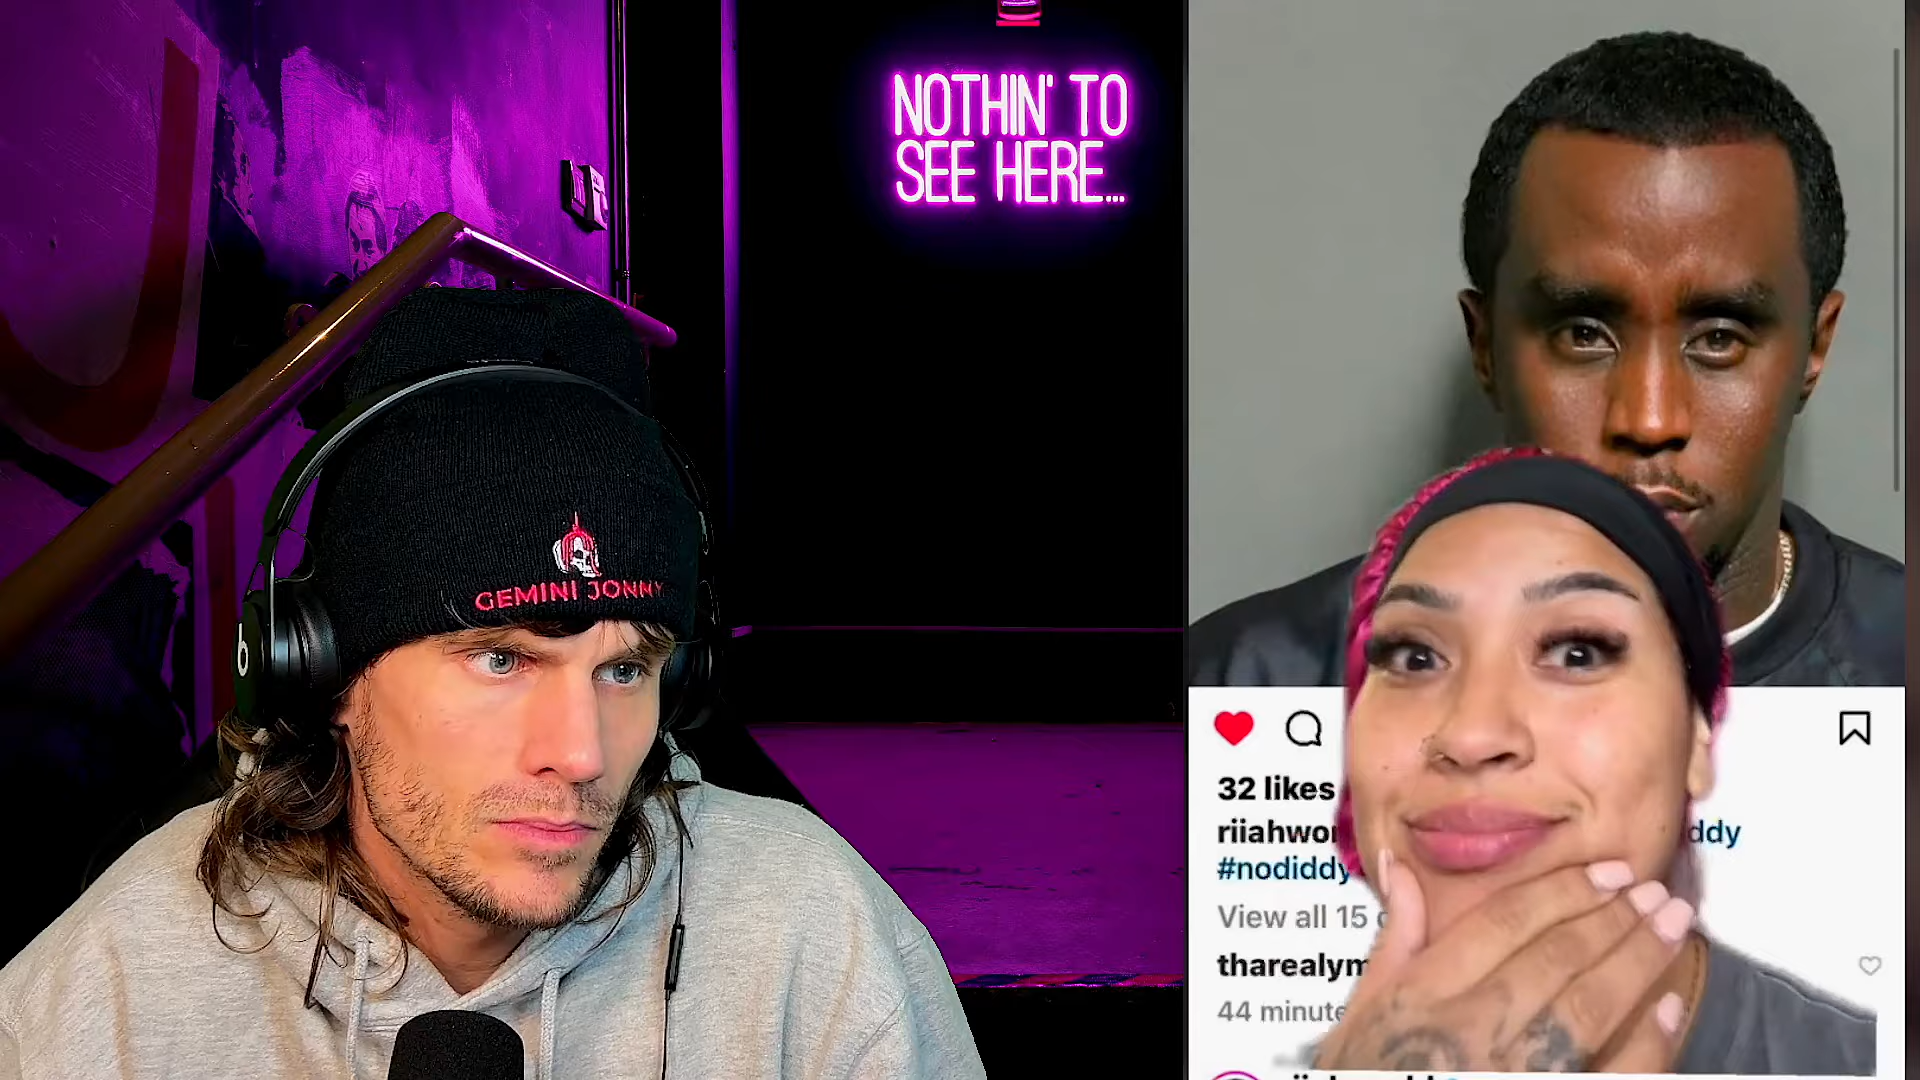 NOTHIN' TO
SEE HERE...
GEMINI JONNY
b
32 likes
riiahwor ddy
#nodiddy
View all 15
tharealym
44 minute